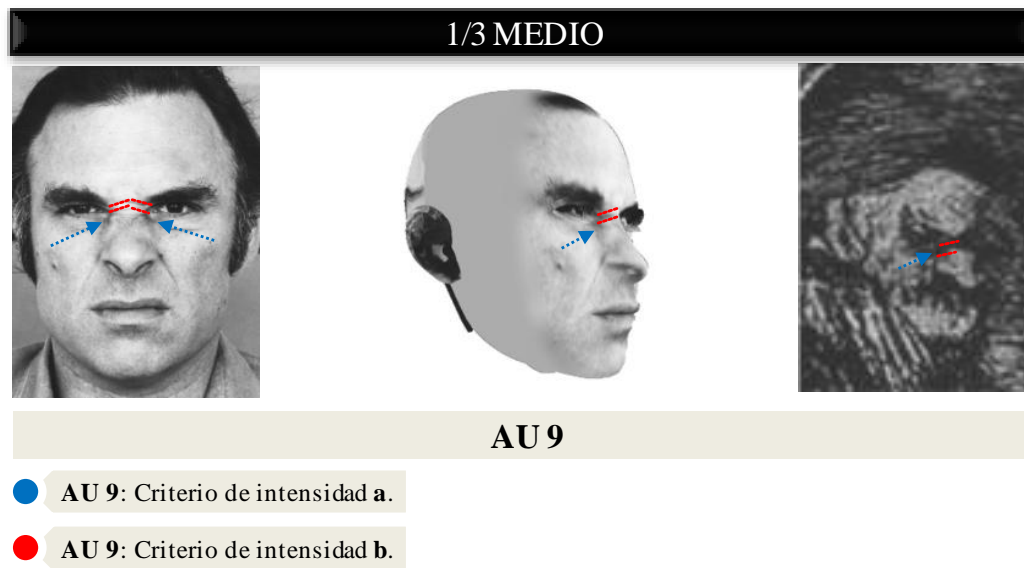 1/3 MEDIO
AU 9
AU 9: Criterio de intensidad a.
AU 9: Criterio de intensidad b.